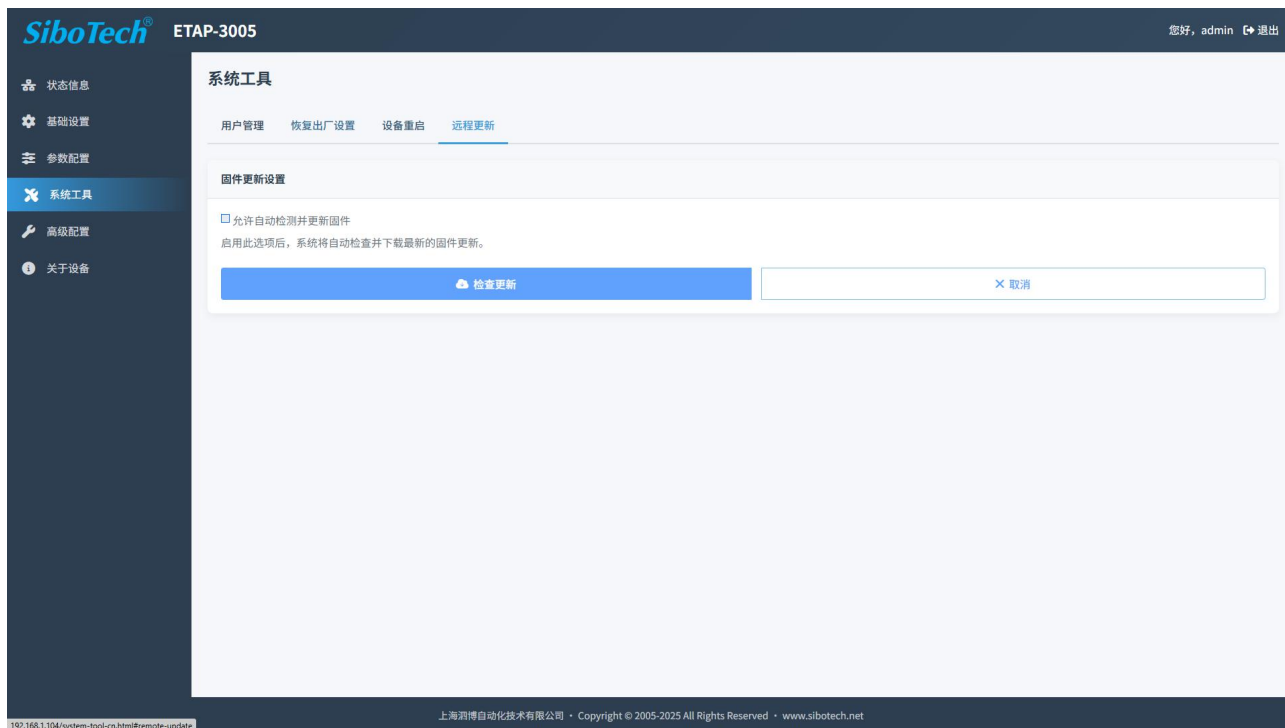 SiboTech® ETAP-3005 您好，admin 退出
状态信息
基础设置
参数配置
系统工具
高级配置
关于设备
系统工具
用户管理 恢复出厂设置 设备重启 远程更新
固件更新设置
允许自动检测并更新固件
启用此选项后，系统将自动检查并下载最新的固件更新。
检查更新 取消
上海泗博自动化技术有限公司 · Copyright © 2005-2025 All Rights Reserved · www.sibotech.net
192.168.1.104/system-tool-cn.html#remote-update